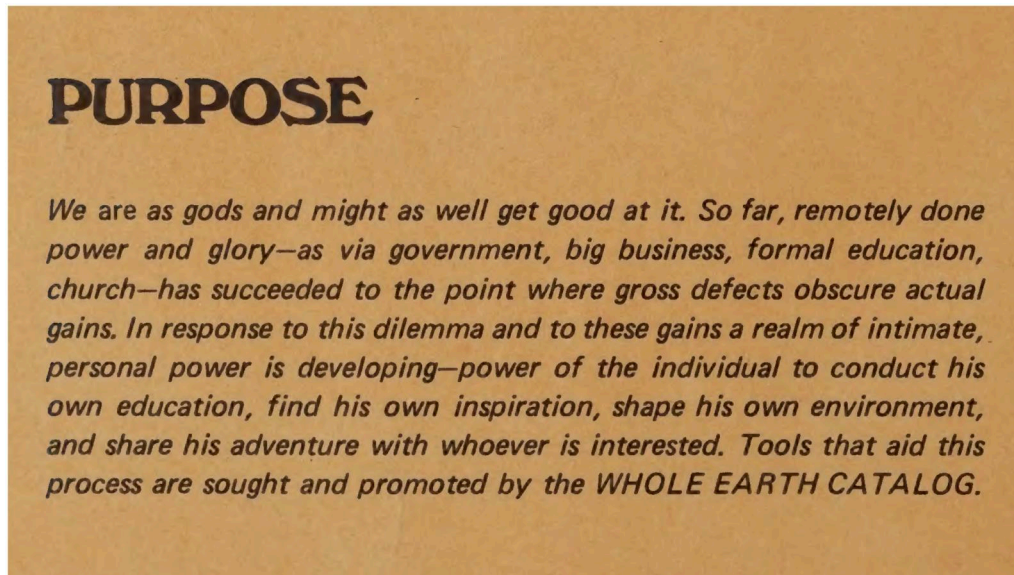 PURPOSE
We are as gods and might as well get good at it. So far, remotely done
power and glory—as via government, big business, formal education,
church—has succeeded to the point where gross defects obscure actual
gains. In response to this dilemma and to these gains a realm of intimate,
personal power is developing—power of the individual to conduct his
own education, find his own inspiration, shape his own environment,
and share his adventure with whoever is interested. Tools that aid this
process are sought and promoted by the WHOLE EARTH CATALOG.